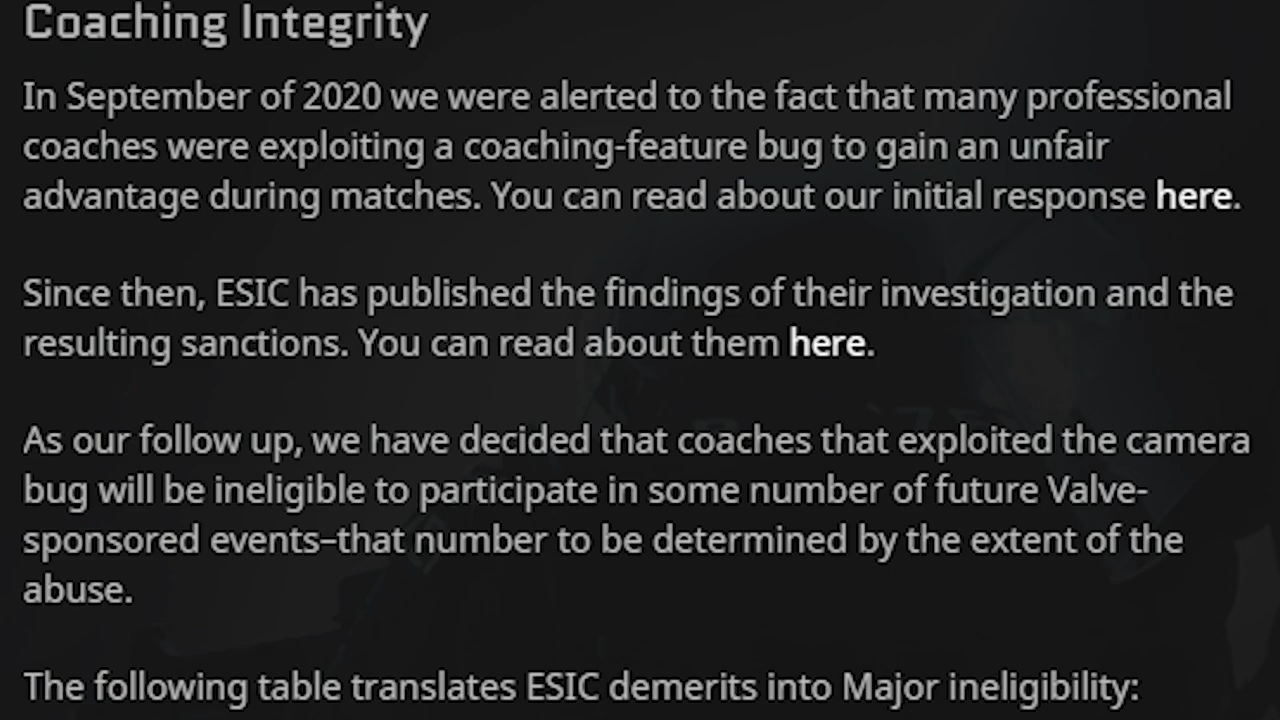 Coaching Integrity
In September of 2020 we were alerted to the fact that many professional
coaches were exploiting a coaching-feature bug to gain an unfair
advantage during matches. You can read about our initial response here.
Since then, ESIC has published the findings of their investigation and the
resulting sanctions. You can read about them here.
As our follow up, we have decided that coaches that exploited the camera
bug will be ineligible to participate in some number of future Valve-
sponsored events–that number to be determined by the extent of the
abuse.
The following table translates ESIC demerits into Major ineligibility: